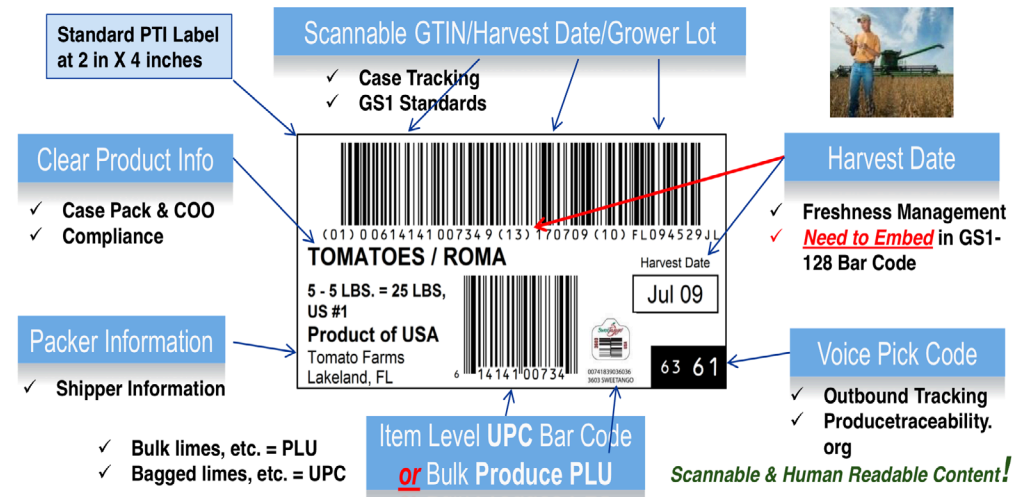 Standard PTI Label
at 2 in X 4 inches
Scannable GTIN/Harvest Date/Grower Lot
✓ Case Tracking
✓ GS1 Standards
Clear Product Info
✓ Case Pack & COO
✓ Compliance
Harvest Date
✓ Freshness Management
✓ Need to Embed in GS1-
128 Bar Code
(01)00614141007349(13)170709(10)FL094529JL
TOMATOES / ROMA
5 - 5 LBS. = 25 LBS,
US #1
Product of USA
Tomato Farms
Lakeland, FL
6 14141 00734
Harvest Date
Jul 09
00741839036036
3603 SWEETANGO
63 61
Packer Information
✓ Shipper Information
✓ Bulk limes, etc. = PLU
✓ Bagged limes, etc. = UPC
Item Level UPC Bar Code
or Bulk Produce PLU
Voice Pick Code
✓ Outbound Tracking
✓ Producetraceability.
org
Scannable & Human Readable Content!